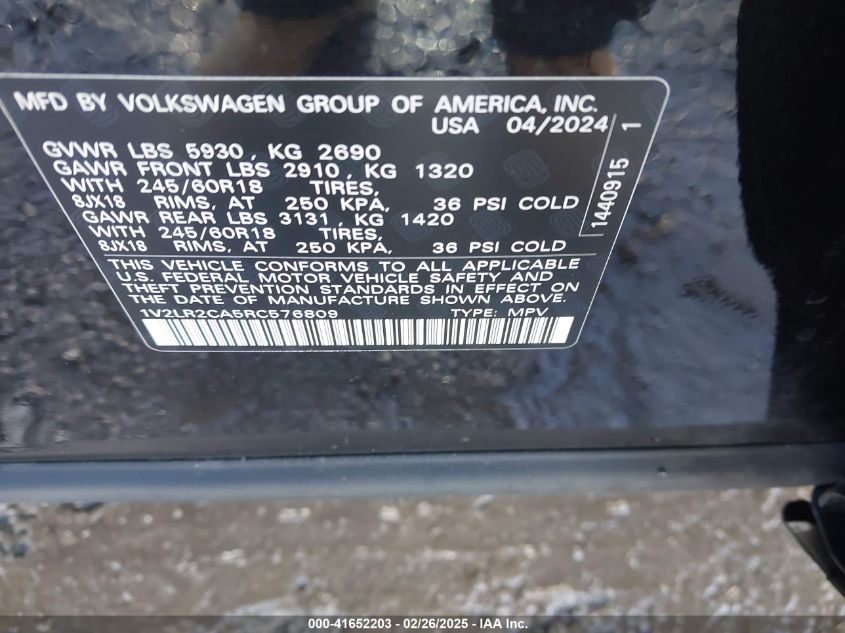 MFD BY VOLKSWAGEN GROUP OF AMERICA, INC.
USA 04/2024
GVWR LBS 5930, KG 2690
GAWR FRONT LBS 2910, KG 1320
WITH 245/60R18 TIRES,
8JX18 RIMS, AT 250 KPA, 36 PSI COLD
GAWR REAR LBS 3131, KG 1420
WITH 245/60R18 TIRES,
8JX18 RIMS, AT 250 KPA, 36 PSI COLD
THIS VEHICLE CONFORMS TO ALL APPLICABLE
U.S. FEDERAL MOTOR VEHICLE SAFETY AND
THEFT PREVENTION STANDARDS IN EFFECT ON
THE DATE OF MANUFACTURE SHOWN ABOVE.
1V2LR2CA5RC576809 TYPE: MPV
1440915 1
000-41652203 - 02/26/2025 - IAA Inc.